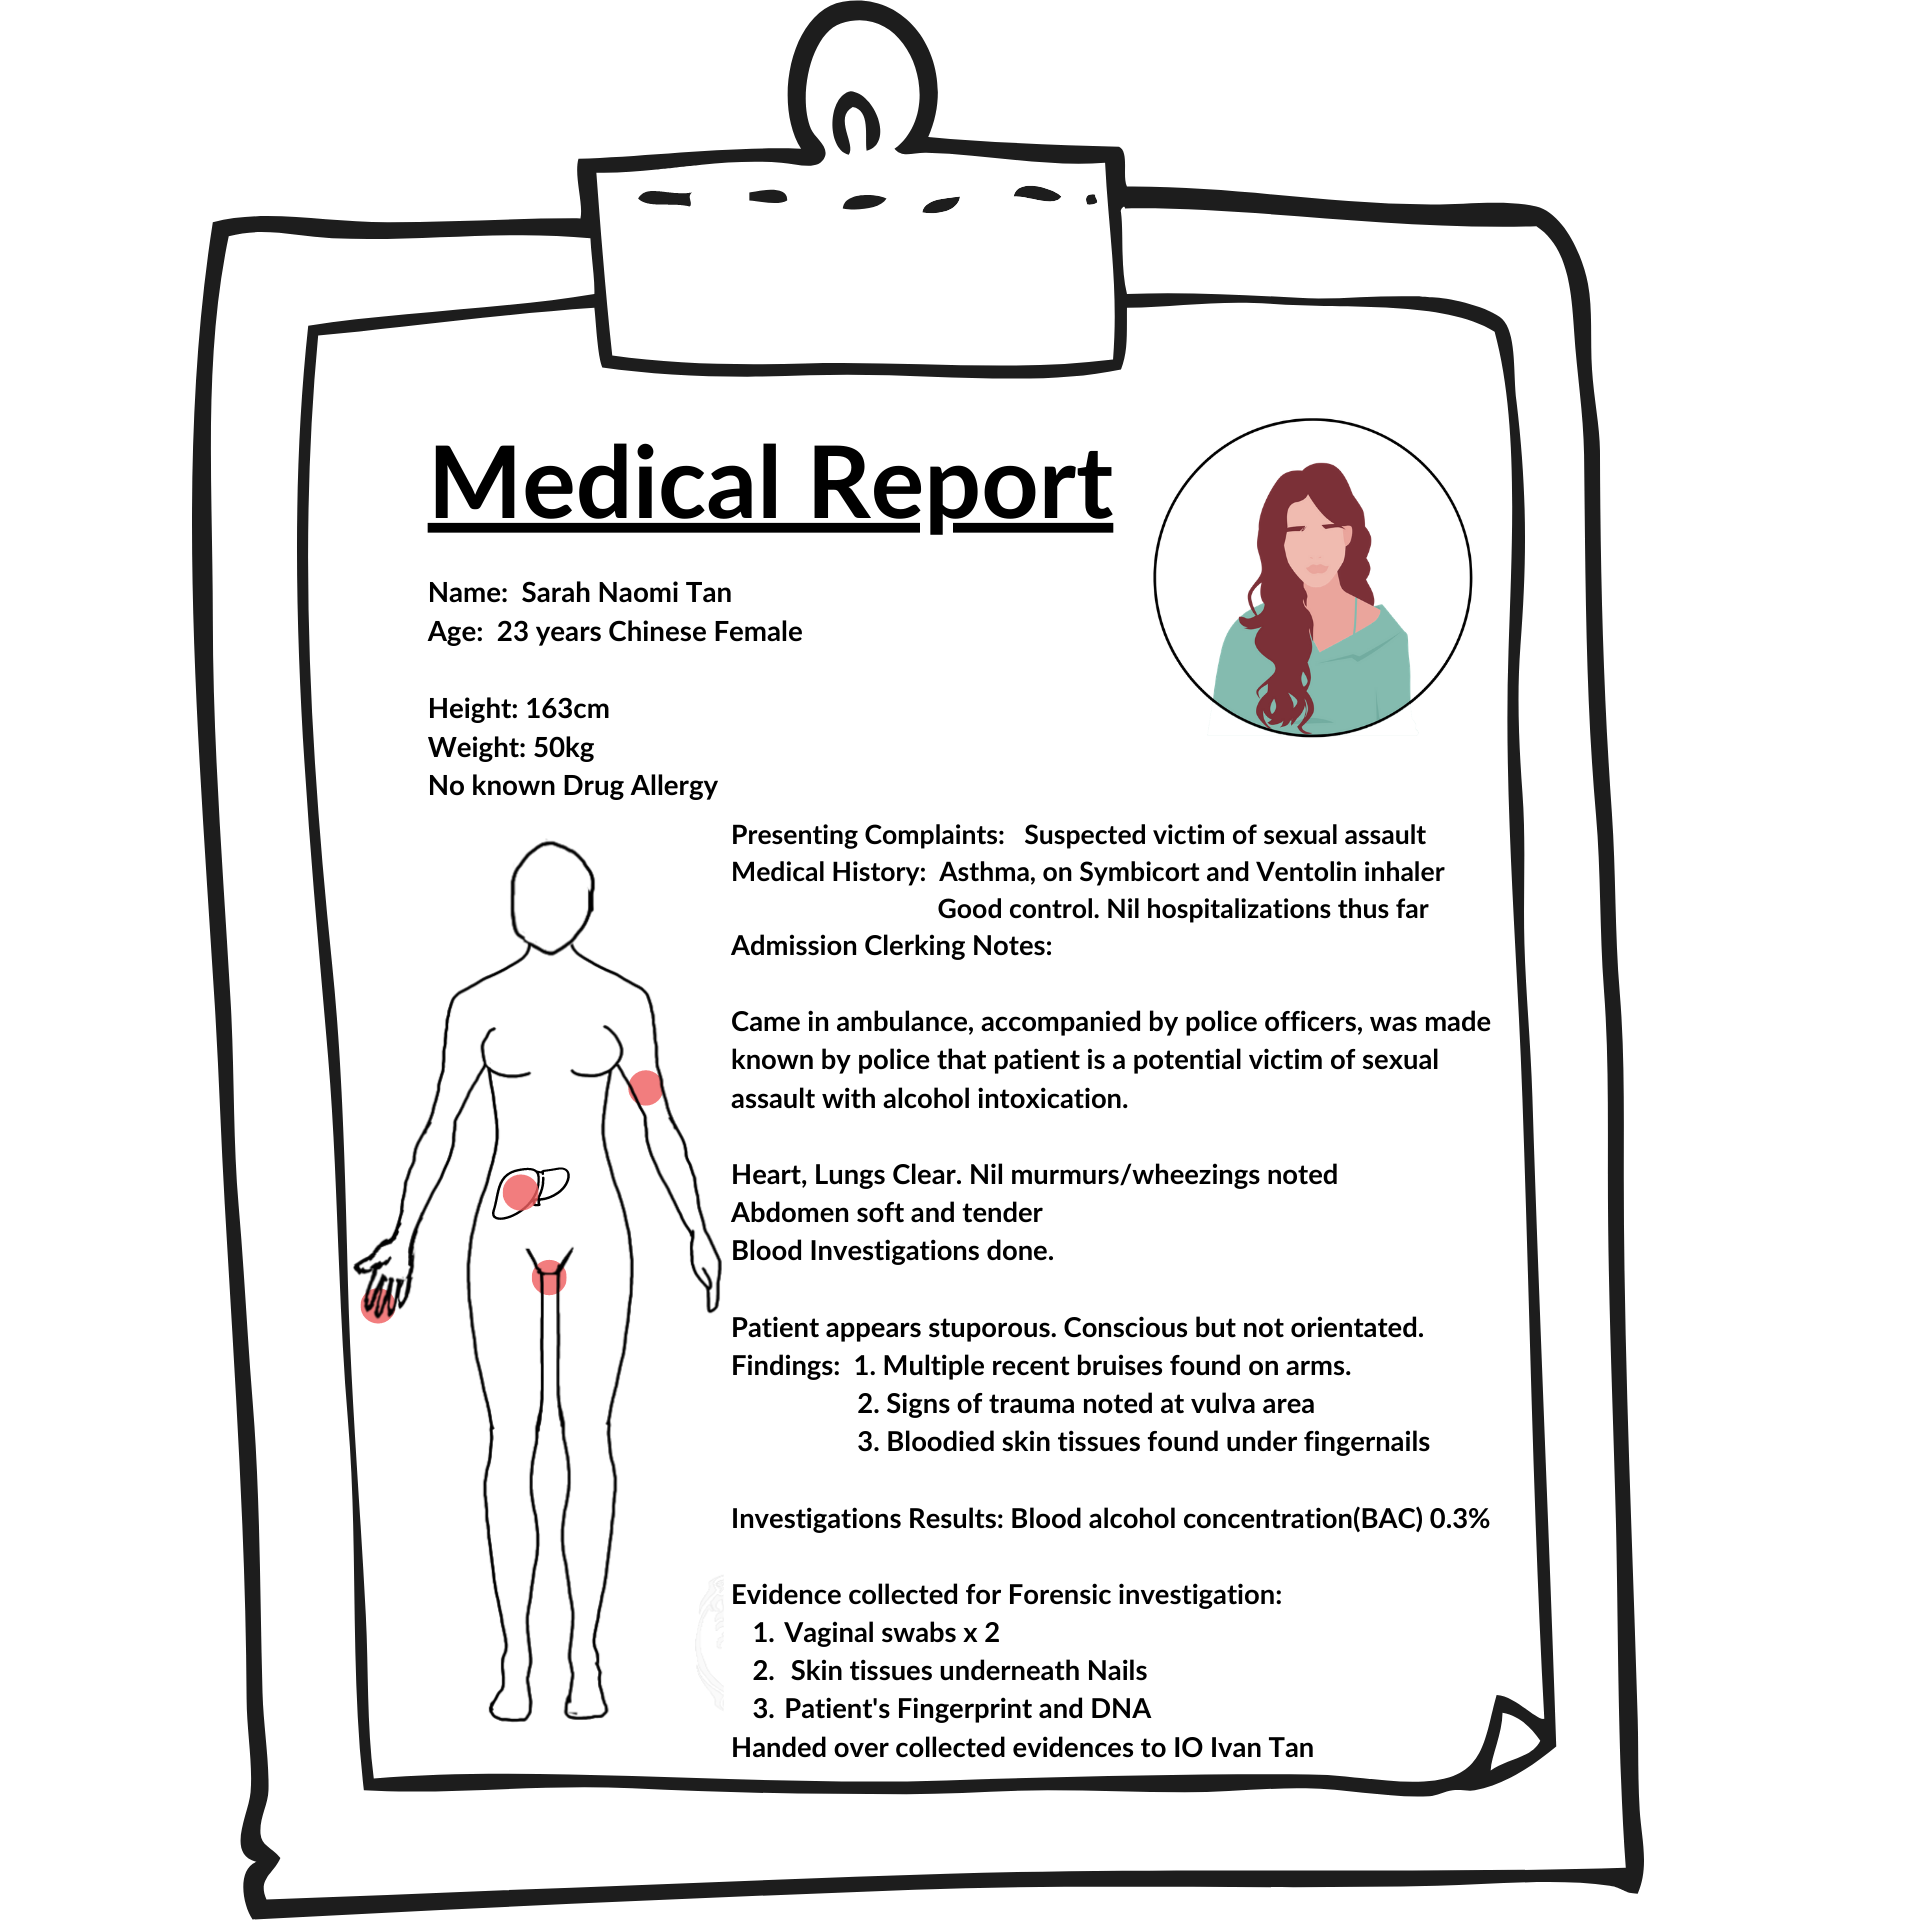 Medical Report
Name: Sarah Naomi Tan
Age: 23 years Chinese Female
Height: 163cm
Weight: 50kg
No known Drug Allergy
Presenting Complaints: Suspected victim of sexual assault
Medical History: Asthma, on Symbicort and Ventolin inhaler
Good control. Nil hospitalizations thus far
Admission Clerking Notes:
Came in ambulance, accompanied by police officers, was made
known by police that patient is a potential victim of sexual
assault with alcohol intoxication.
Heart, Lungs Clear. Nil murmurs/wheezings noted
Abdomen soft and tender
Blood Investigations done.
Patient appears stuporous. Conscious but not orientated.
Findings: 1. Multiple recent bruises found on arms.
2. Signs of trauma noted at vulva area
3. Bloodied skin tissues found under fingernails
Investigations Results: Blood alcohol concentration(BAC) 0.3%
Evidence collected for Forensic investigation:
1. Vaginal swabs x 2
2. Skin tissues underneath Nails
3. Patient's Fingerprint and DNA
Handed over collected evidences to IO Ivan Tan